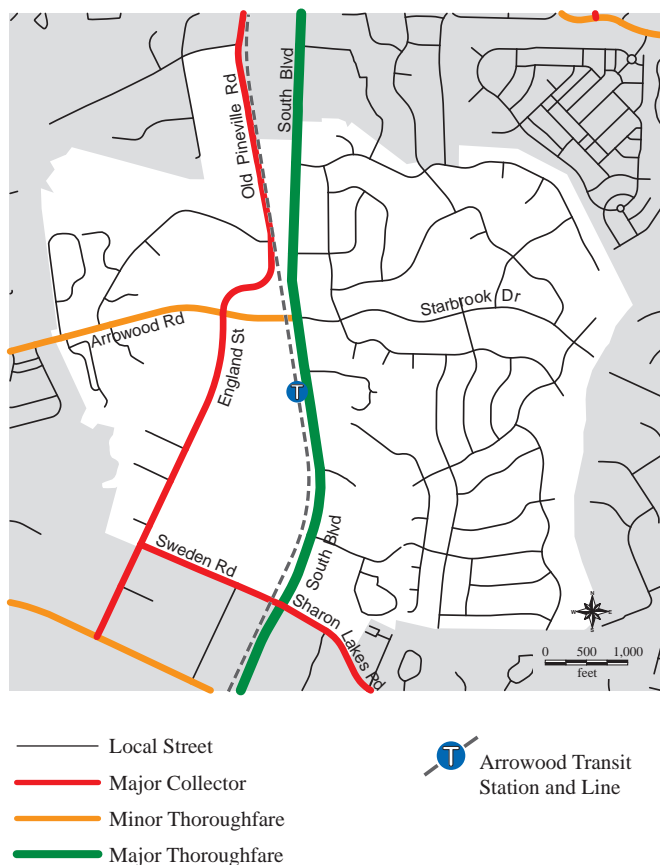 Old Pineville Rd
South Blvd
Starbrook Dr
Arrowood Rd
England St
T
Sweden Rd
South Blvd
Sharon Lakes Rd
N
W E
S
0 500 1,000
feet
Local Street
Major Collector
Minor Thoroughfare
Major Thoroughfare
T
Arrowood Transit
Station and Line